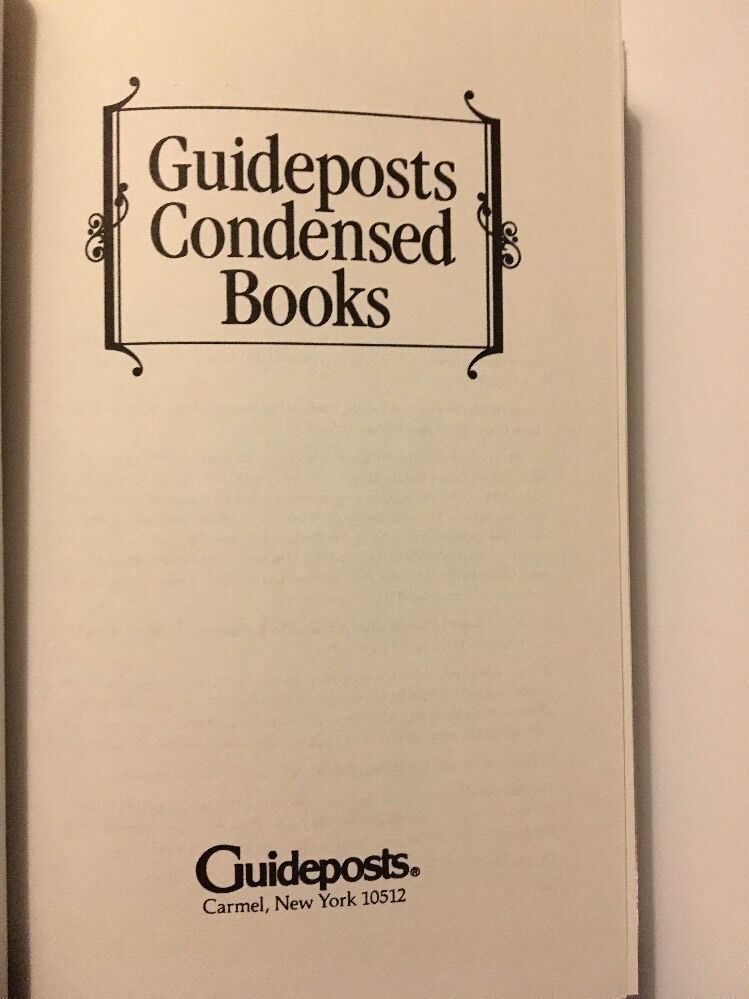 Guideposts
Condensed
Books
Guideposts®
Carmel, New York 10512